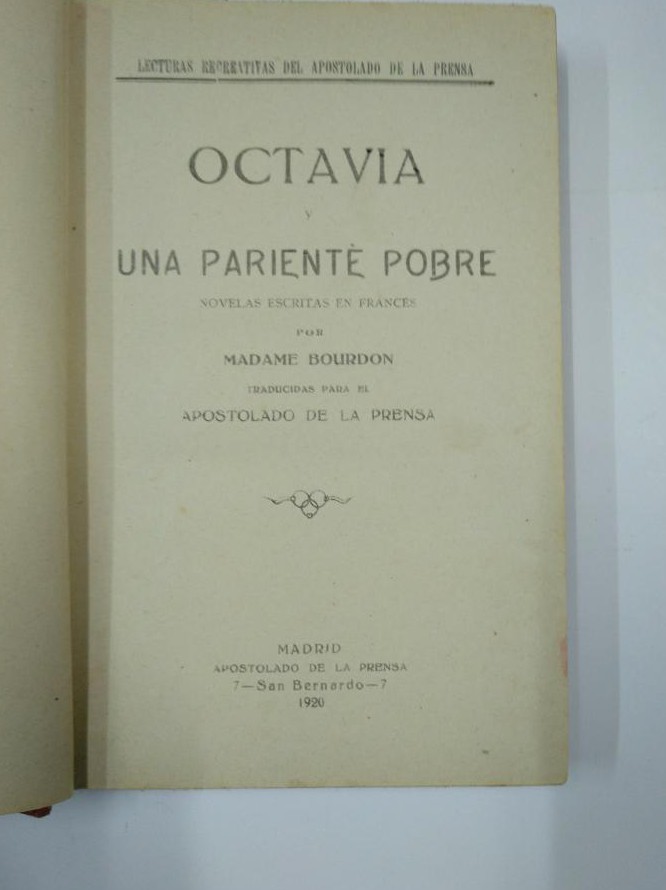 LECTURAS RECREATIVAS DEL APOSTOLADO DE LA PRENSA
OCTAVIA
Y
UNA PARIENTE POBRE
NOVELAS ESCRITAS EN FRANCÉS
POR
MADAME BOURDON
TRADUCIDAS PARA EL
APOSTOLADO DE LA PRENSA
MADRID
APOSTOLADO DE LA PRENSA
7—San Bernardo—7
1920